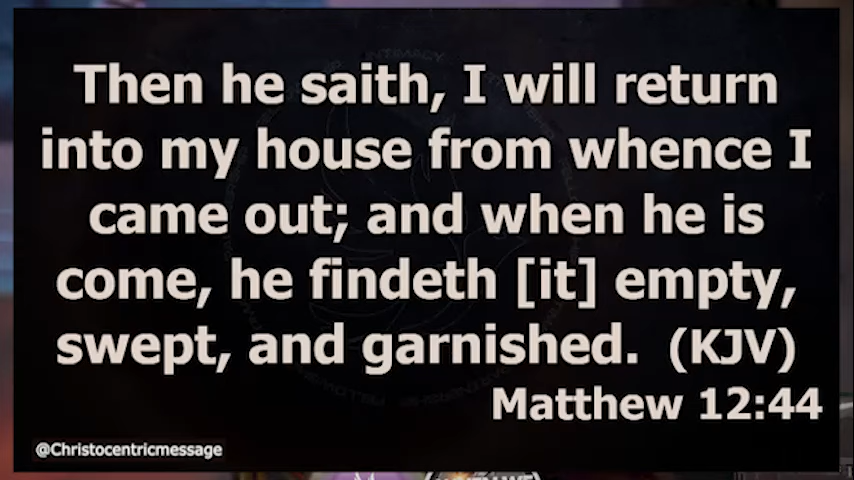 Then he saith, I will return
into my house from whence I
came out; and when he is
come, he findeth [it] empty,
swept, and garnished. (KJV)
Matthew 12:44
@Christocentricmessage